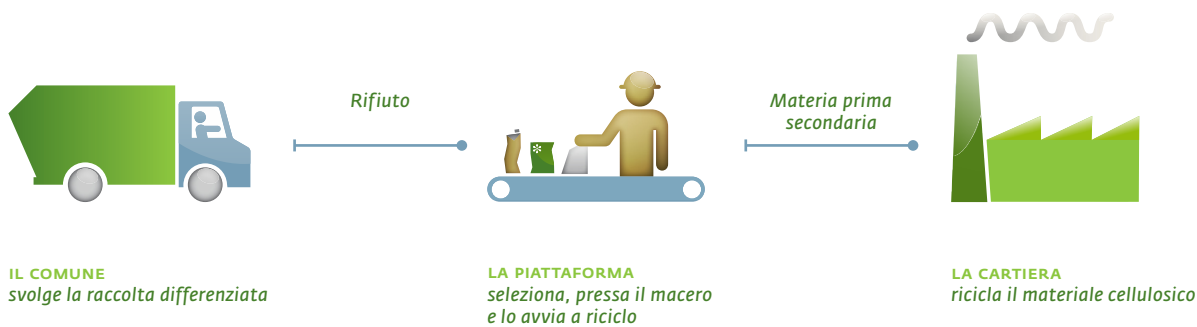 Rifiuto
Materia prima
secondaria
IL COMUNE
svolge la raccolta differenziata
LA PIATTAFORMA
seleziona, pressa il macero
e lo avvia a riciclo
LA CARTIERA
ricicla il materiale cellulosico